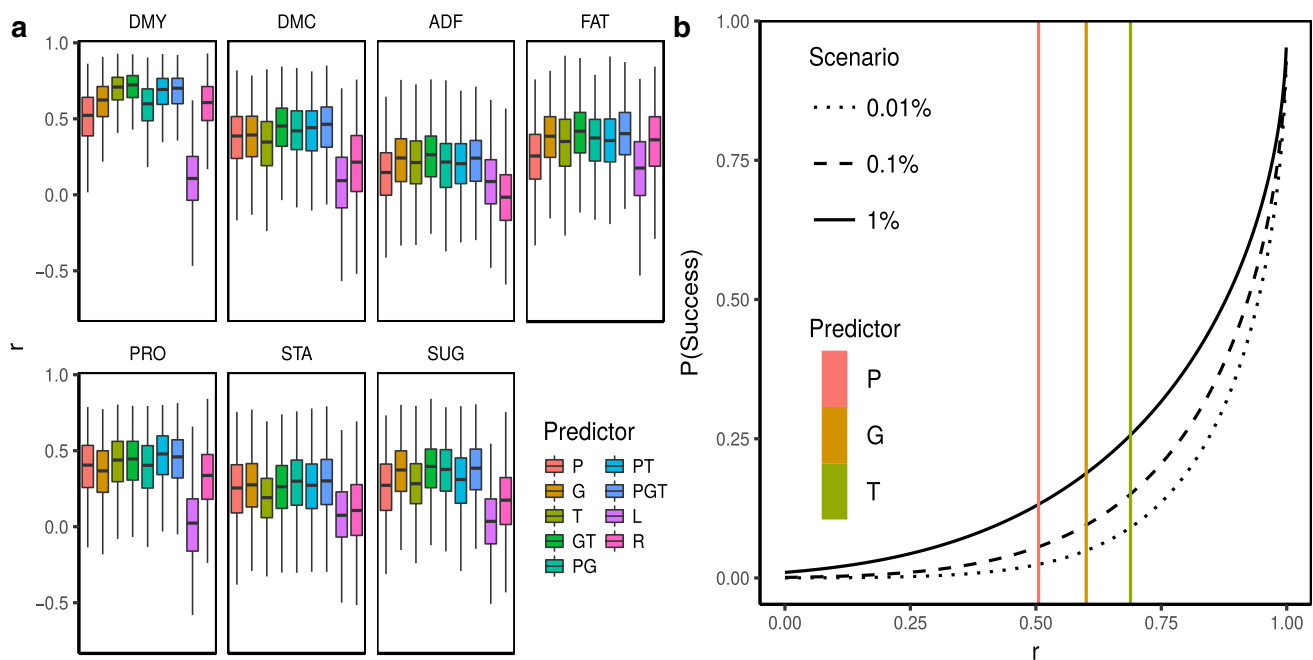 a
DMY DMC ADF FAT
1.0
0.5
0.0
−0.5
r
PRO STA SUG
1.0
0.5
0.0
−0.5
Predictor
P PT
G PGT
T L
GT R
PG
b
1.00
0.75
0.50
0.25
0.00
P(Success)
Scenario
0.01%
0.1%
1%
Predictor
P
G
T
0.00 0.25 0.50 0.75 1.00
r